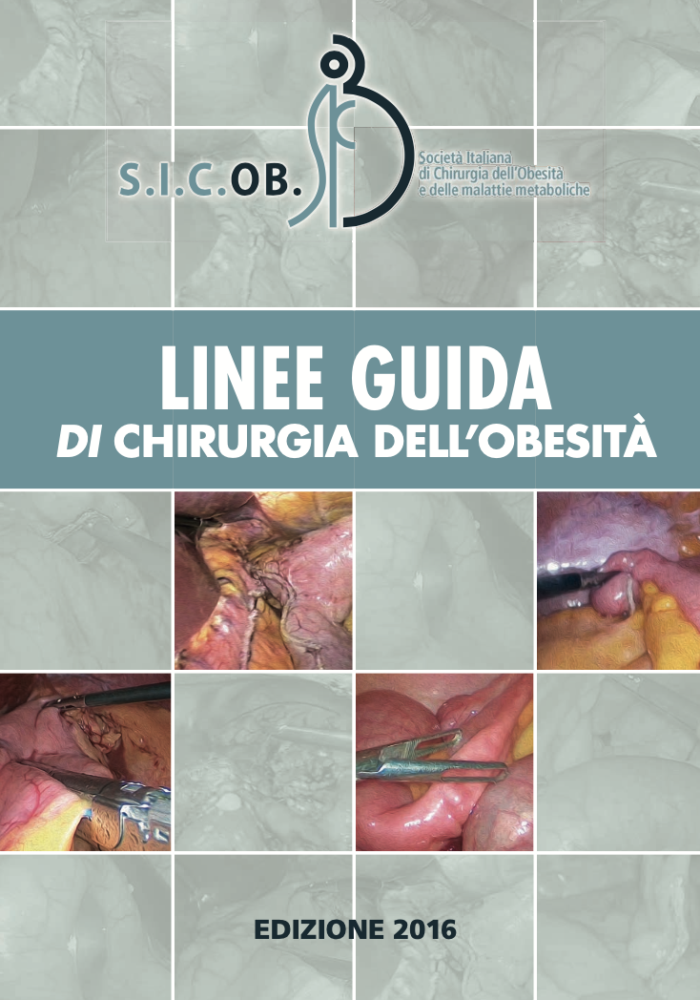 S.I.C.OB.
Società Italiana
di Chirurgia dell'Obesità
e delle malattie metaboliche
LINEE GUIDA
DI CHIRURGIA DELL'OBESITÀ
EDIZIONE 2016